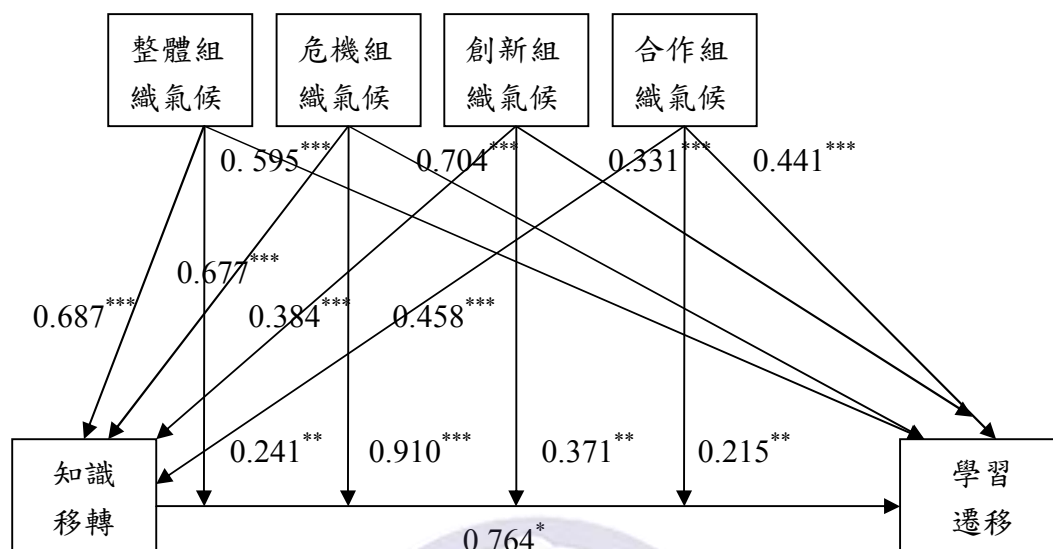 整體組
織氣候
危機組
織氣候
創新組
織氣候
合作組
織氣候
0. 595***
0.704***
0.331***
0.441***
0.677***
0.687***
0.384***
0.458***
0.241**
0.910***
0.371**
0.215**
知識
移轉
學習
遷移
0.764*